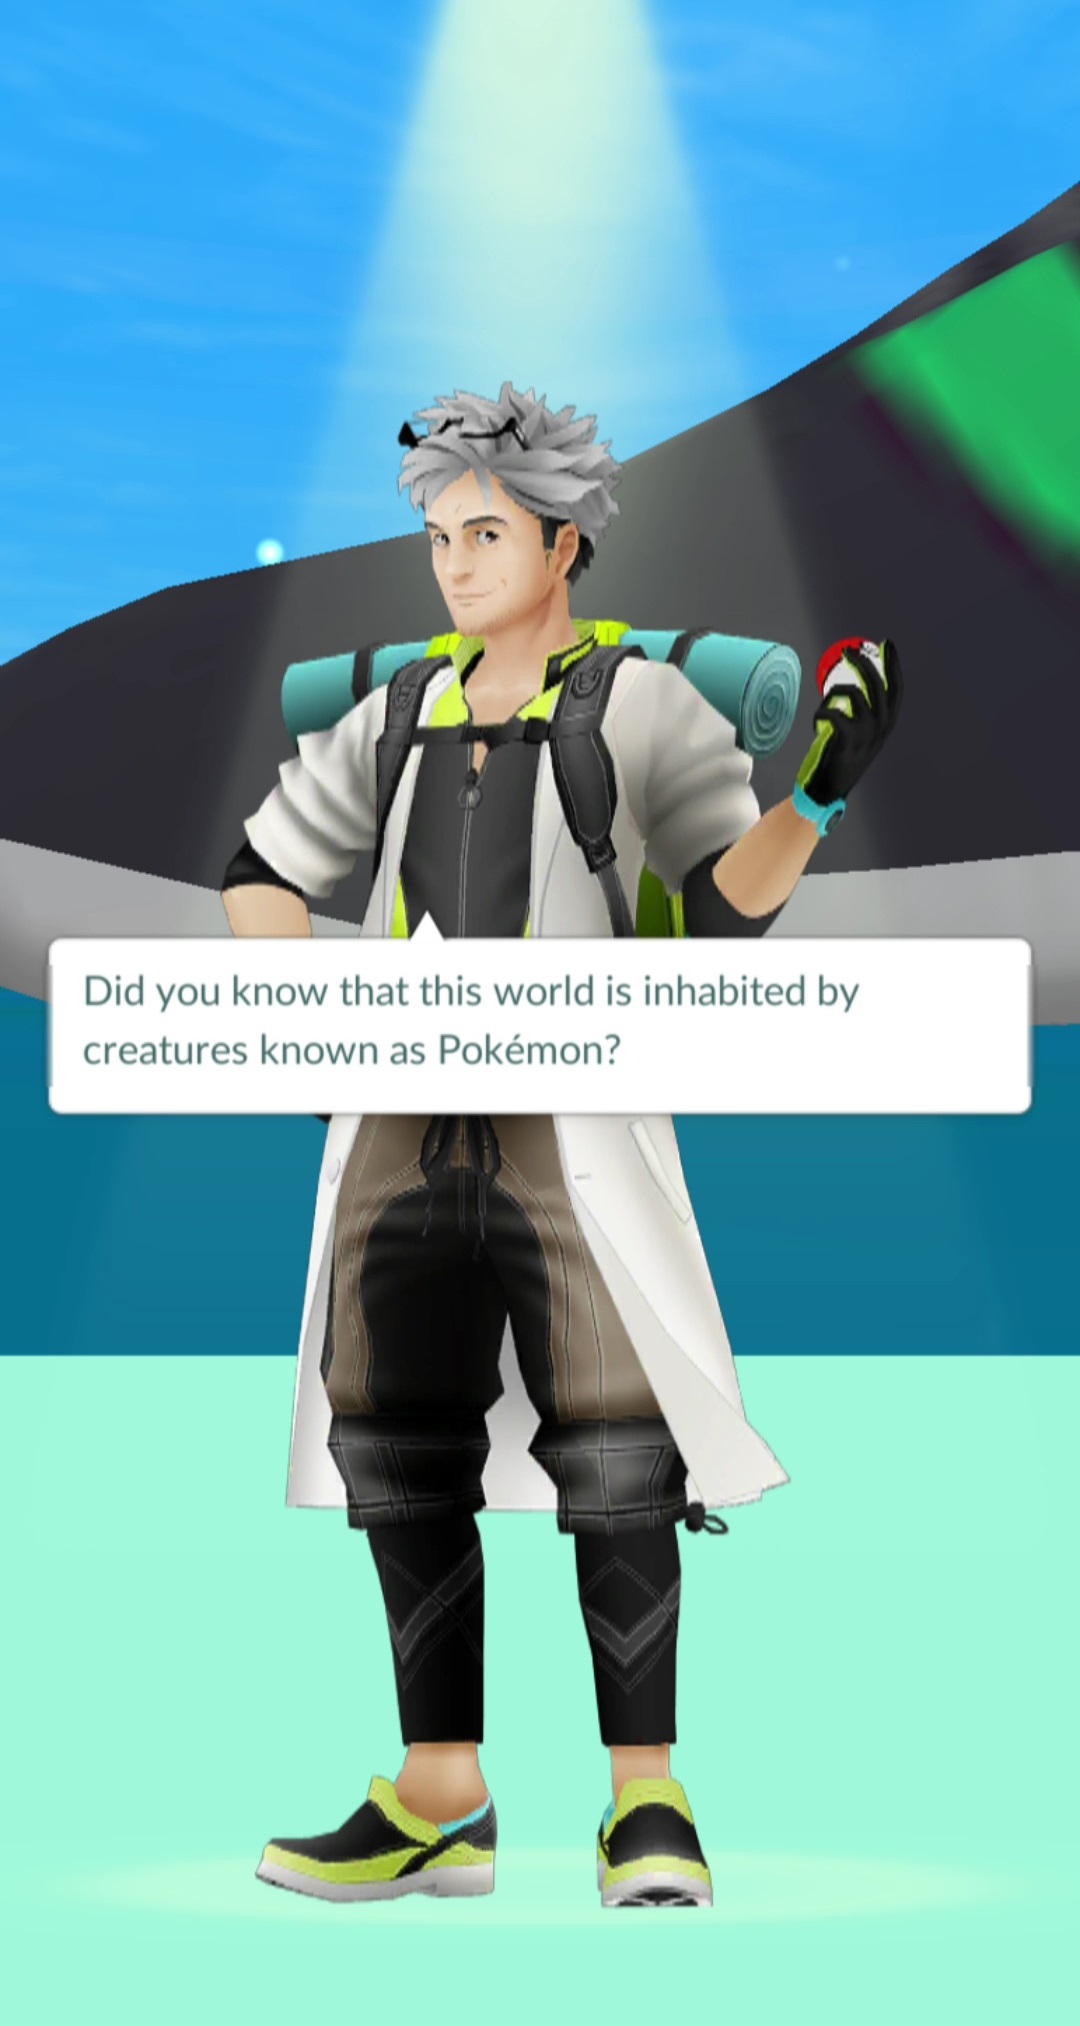 Did you know that this world is inhabited by
creatures known as Pokémon?